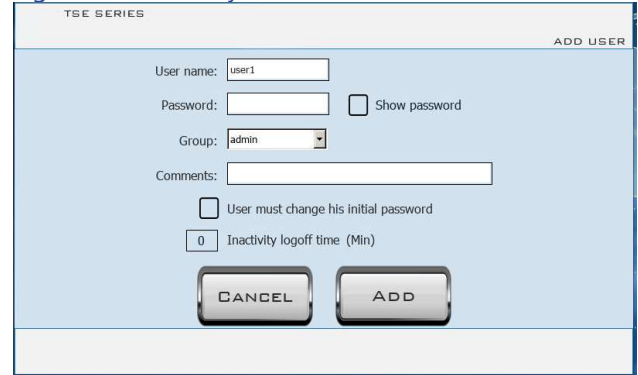 TSE SERIES
ADD USER
User name: user1
Password: Show password
Group: admin
Comments:
User must change his initial password
0 Inactivity logoff time (Min)
CANCEL ADD